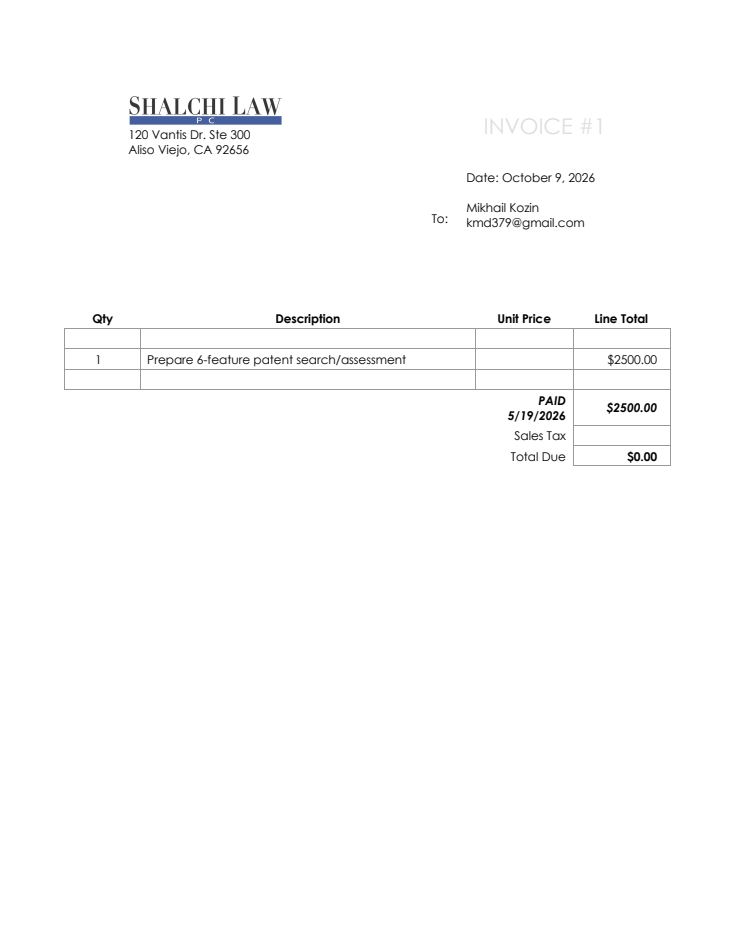 SHALCHI LAW
P C
120 Vantis Dr. Ste 300
Aliso Viejo, CA 92656
INVOICE #1
Date: October 9, 2026
To:
Mikhail Kozin
kmd379@gmail.com
Qty Description Unit Price Line Total
1 Prepare 6-feature patent search/assessment $2500.00
PAID
5/19/2026 $2500.00
Sales Tax
Total Due $0.00